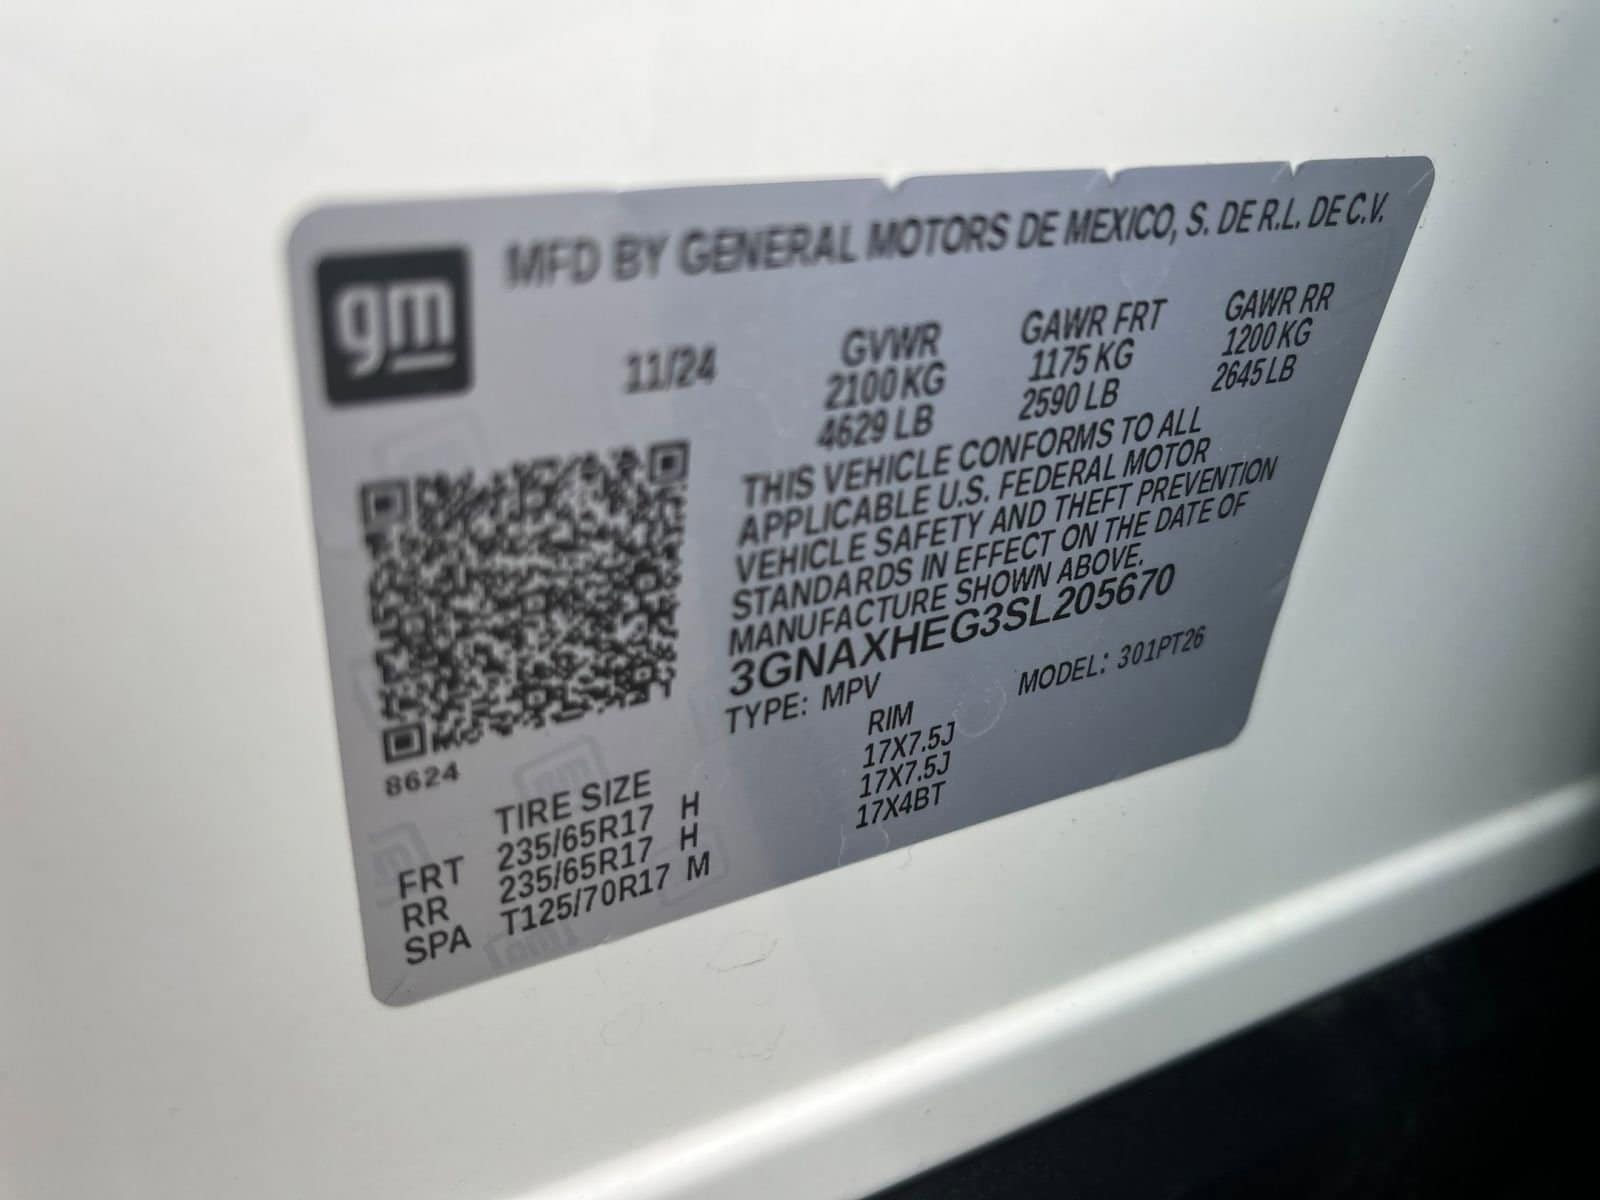 MFD BY GENERAL MOTORS DE MEXICO, S. DE R.L. DE C.V.
gm
11/24
GVWR
2100 KG
4629 LB
GAWR FRT
1175 KG
2590 LB
GAWR RR
1200 KG
2645 LB
THIS VEHICLE CONFORMS TO ALL
APPLICABLE U.S. FEDERAL MOTOR
VEHICLE SAFETY AND THEFT PREVENTION
STANDARDS IN EFFECT ON THE DATE OF
MANUFACTURE SHOWN ABOVE.
3GNAXHEG3SL205670
TYPE: MPV MODEL: 301PT26
8624
TIRE SIZE RIM
FRT 235/65R17 H 17X7.5J
RR 235/65R17 H 17X7.5J
SPA T125/70R17 M 17X4BT